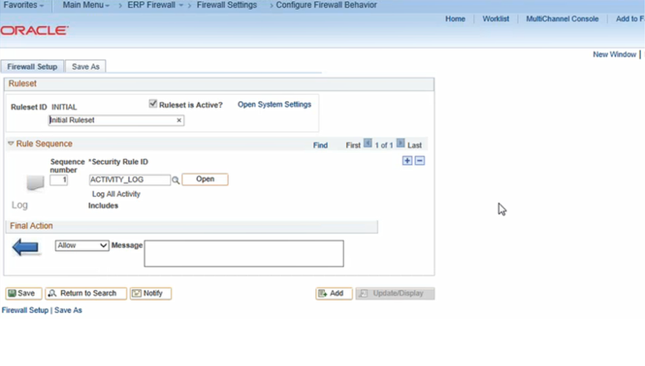 Favorites Main Menu > ERP Firewall > Firewall Settings > Configure Firewall Behavior
Home Worklist MultiChannel Console Add to F
ORACLE
New Window
Firewall Setup Save As
Ruleset
Ruleset ID INITIAL Ruleset is Active? Open System Settings
Initial Ruleset ×
Rule Sequence Find First 1 of 1 Last
Sequence number *Security Rule ID
1 ACTIVITY_LOG Open
Log All Activity
Log Includes
Final Action
Allow Message
Save Return to Search Notify Add Update/Display
Firewall Setup | Save As